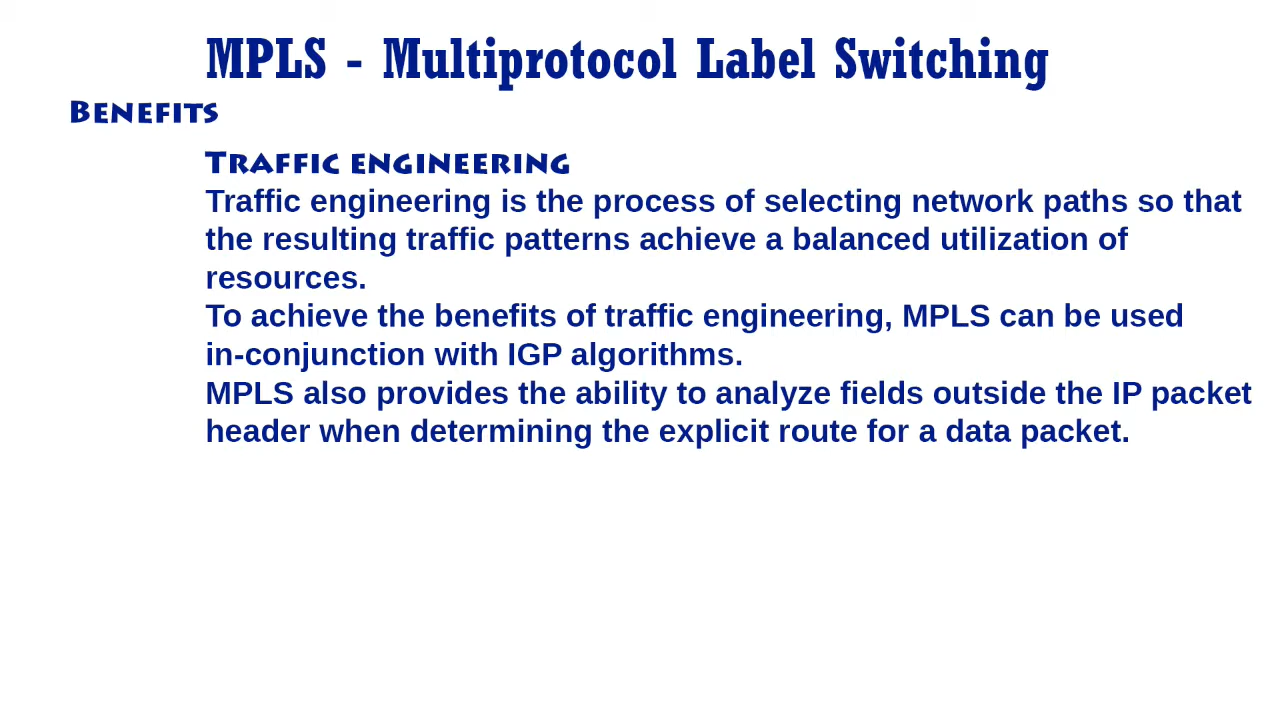 MPLS - Multiprotocol Label Switching
Benefits
Traffic engineering
Traffic engineering is the process of selecting network paths so that
the resulting traffic patterns achieve a balanced utilization of
resources.
To achieve the benefits of traffic engineering, MPLS can be used
in-conjunction with IGP algorithms.
MPLS also provides the ability to analyze fields outside the IP packet
header when determining the explicit route for a data packet.